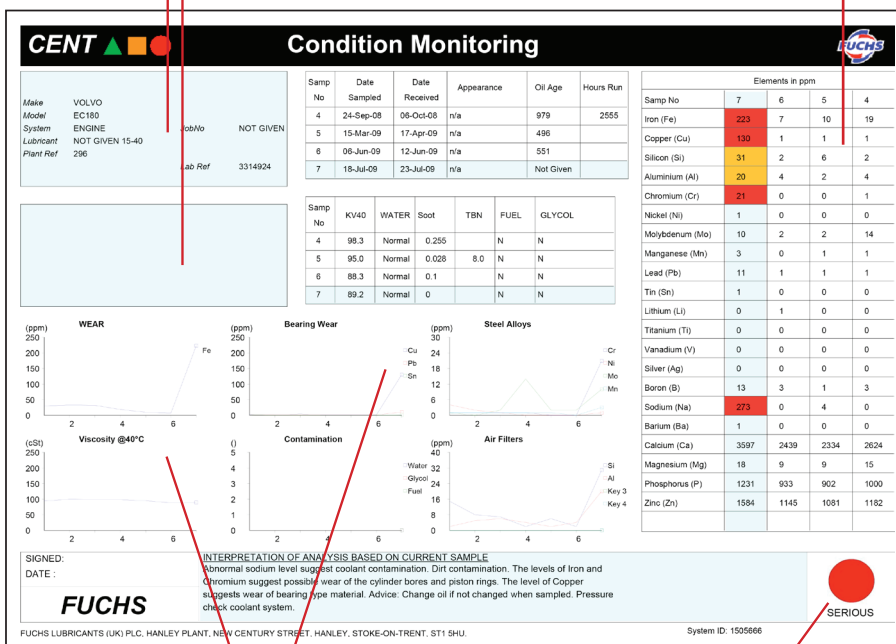 CENT Condition Monitoring FUCHS
Make VOLVO
Model EC180
System ENGINE JobNo NOT GIVEN
Lubricant NOT GIVEN 15-40
Plant Ref 296
Lab Ref 3314924
Samp No Date Sampled Date Received Appearance Oil Age Hours Run
4 24-Sep-08 06-Oct-08 n/a 979 2555
5 15-Mar-09 17-Apr-09 n/a 496
6 06-Jun-09 12-Jun-09 n/a 551
7 18-Jul-09 23-Jul-09 n/a Not Given
Samp No KV40 WATER Soot TBN FUEL GLYCOL
4 98.3 Normal 0.255 N N
5 95.0 Normal 0.028 8.0 N N
6 88.3 Normal 0.1 N N
7 89.2 Normal 0 N N
Elements in ppm
Samp No 7 6 5 4
Iron (Fe) 223 7 10 19
Copper (Cu) 130 1 1 1
Silicon (Si) 31 2 6 2
Aluminium (Al) 20 4 2 4
Chromium (Cr) 21 0 0 1
Nickel (Ni) 1 0 0 0
Molybdenum (Mo) 10 2 2 14
Manganese (Mn) 3 0 1 1
Lead (Pb) 11 1 1 1
Tin (Sn) 1 0 0 0
Lithium (Li) 0 1 0 0
Titanium (Ti) 0 0 0 0
Vanadium (V) 0 0 0 0
Silver (Ag) 0 0 0 0
Boron (B) 13 3 1 3
Sodium (Na) 273 0 4 0
Barium (Ba) 1 0 0 0
Calcium (Ca) 3597 2439 2334 2624
Magnesium (Mg) 18 9 9 15
Phosphorus (P) 1231 933 902 1000
Zinc (Zn) 1584 1145 1081 1182
(ppm) WEAR
250
200
150
100
50
0
2 4 6
Fe
(ppm) Bearing Wear
250
200
150
100
50
0
2 4 6
Cu
Pb
Sn
(ppm) Steel Alloys
30
24
18
12
6
0
2 4 6
Cr
Ni
Mo
Mn
(cSt) Viscosity @40°C
250
200
150
100
50
0
2 4 6
() Contamination
5
4
3
2
1
0
2 4 6
Water
Glycol
Fuel
(ppm) Air Filters
40
32
24
16
8
0
2 4 6
Si
Al
Key 3
Key 4
SIGNED:
DATE :
FUCHS
INTERPRETATION OF ANALYSIS BASED ON CURRENT SAMPLE
Abnormal sodium level suggest coolant contamination. Dirt contamination. The levels of Iron and
Chromium suggest possible wear of the cylinder bores and piston rings. The level of Copper
suggests wear of bearing type material. Advice: Change oil if not changed when sampled. Pressure
check coolant system.
SERIOUS
FUCHS LUBRICANTS (UK) PLC, HANLEY PLANT, NEW CENTURY STREET, HANLEY, STOKE-ON-TRENT, ST1 5HU.
System ID: 1505666